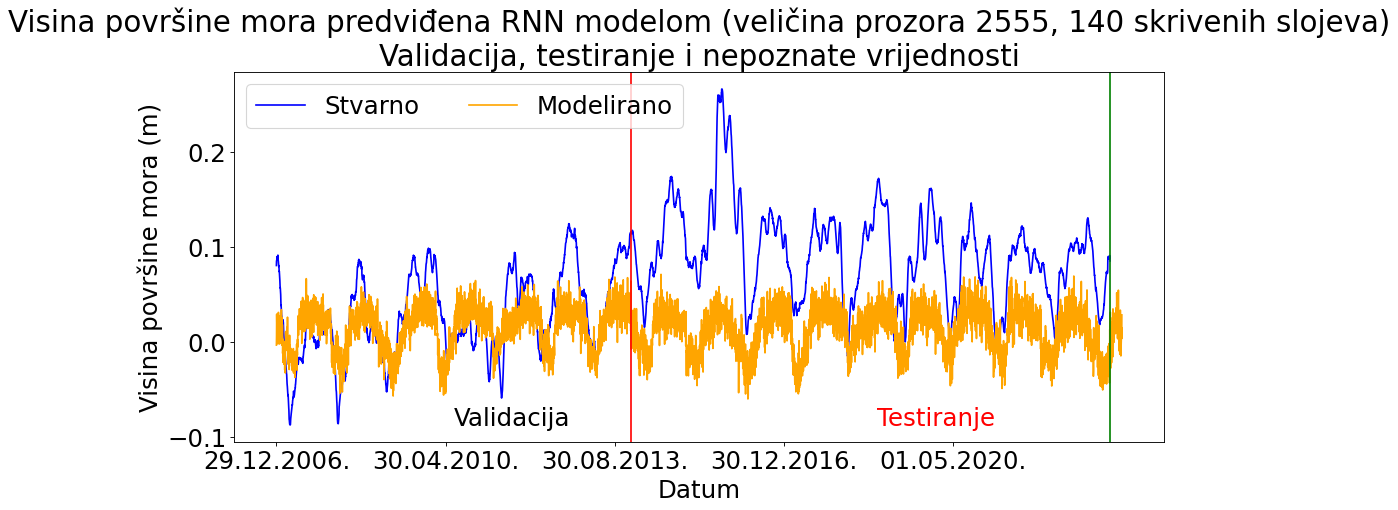 Visina površine mora predviđena RNN modelom (veličina prozora 2555, 140 skrivenih slojeva)
Validacija, testiranje i nepoznate vrijednosti
Stvarno Modelirano
Visina površine mora (m)
0.2
0.1
0.0
−0.1
Validacija Testiranje
29.12.2006. 30.04.2010. 30.08.2013. 30.12.2016. 01.05.2020.
Datum